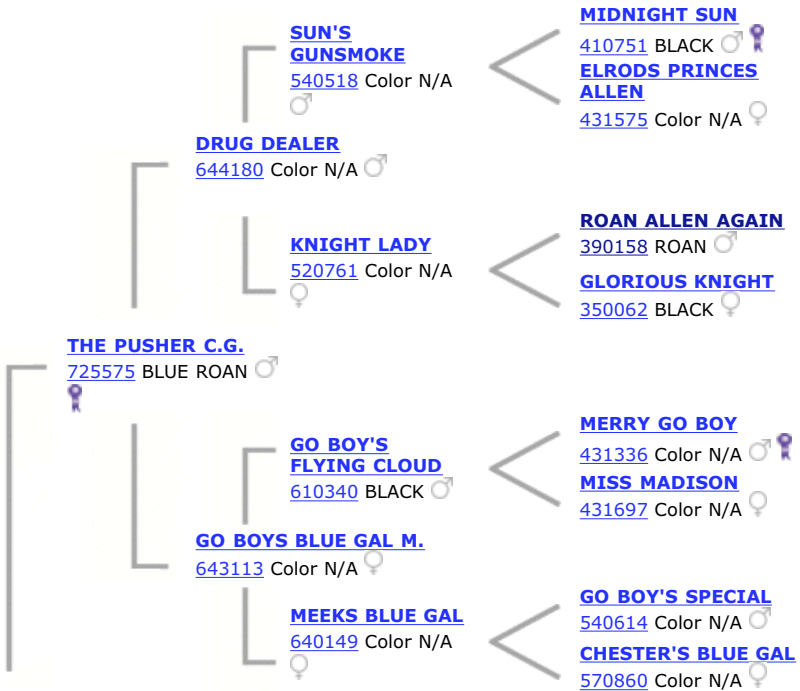 SUN'S
GUNSMOKE
540518 Color N/A
MIDNIGHT SUN
410751 BLACK
ELRODS PRINCES
ALLEN
431575 Color N/A
DRUG DEALER
644180 Color N/A
KNIGHT LADY
520761 Color N/A
ROAN ALLEN AGAIN
390158 ROAN
GLORIOUS KNIGHT
350062 BLACK
THE PUSHER C.G.
725575 BLUE ROAN
GO BOY'S
FLYING CLOUD
610340 BLACK
MERRY GO BOY
431336 Color N/A
MISS MADISON
431697 Color N/A
GO BOYS BLUE GAL M.
643113 Color N/A
MEEKS BLUE GAL
640149 Color N/A
GO BOY'S SPECIAL
540614 Color N/A
CHESTER'S BLUE GAL
570860 Color N/A